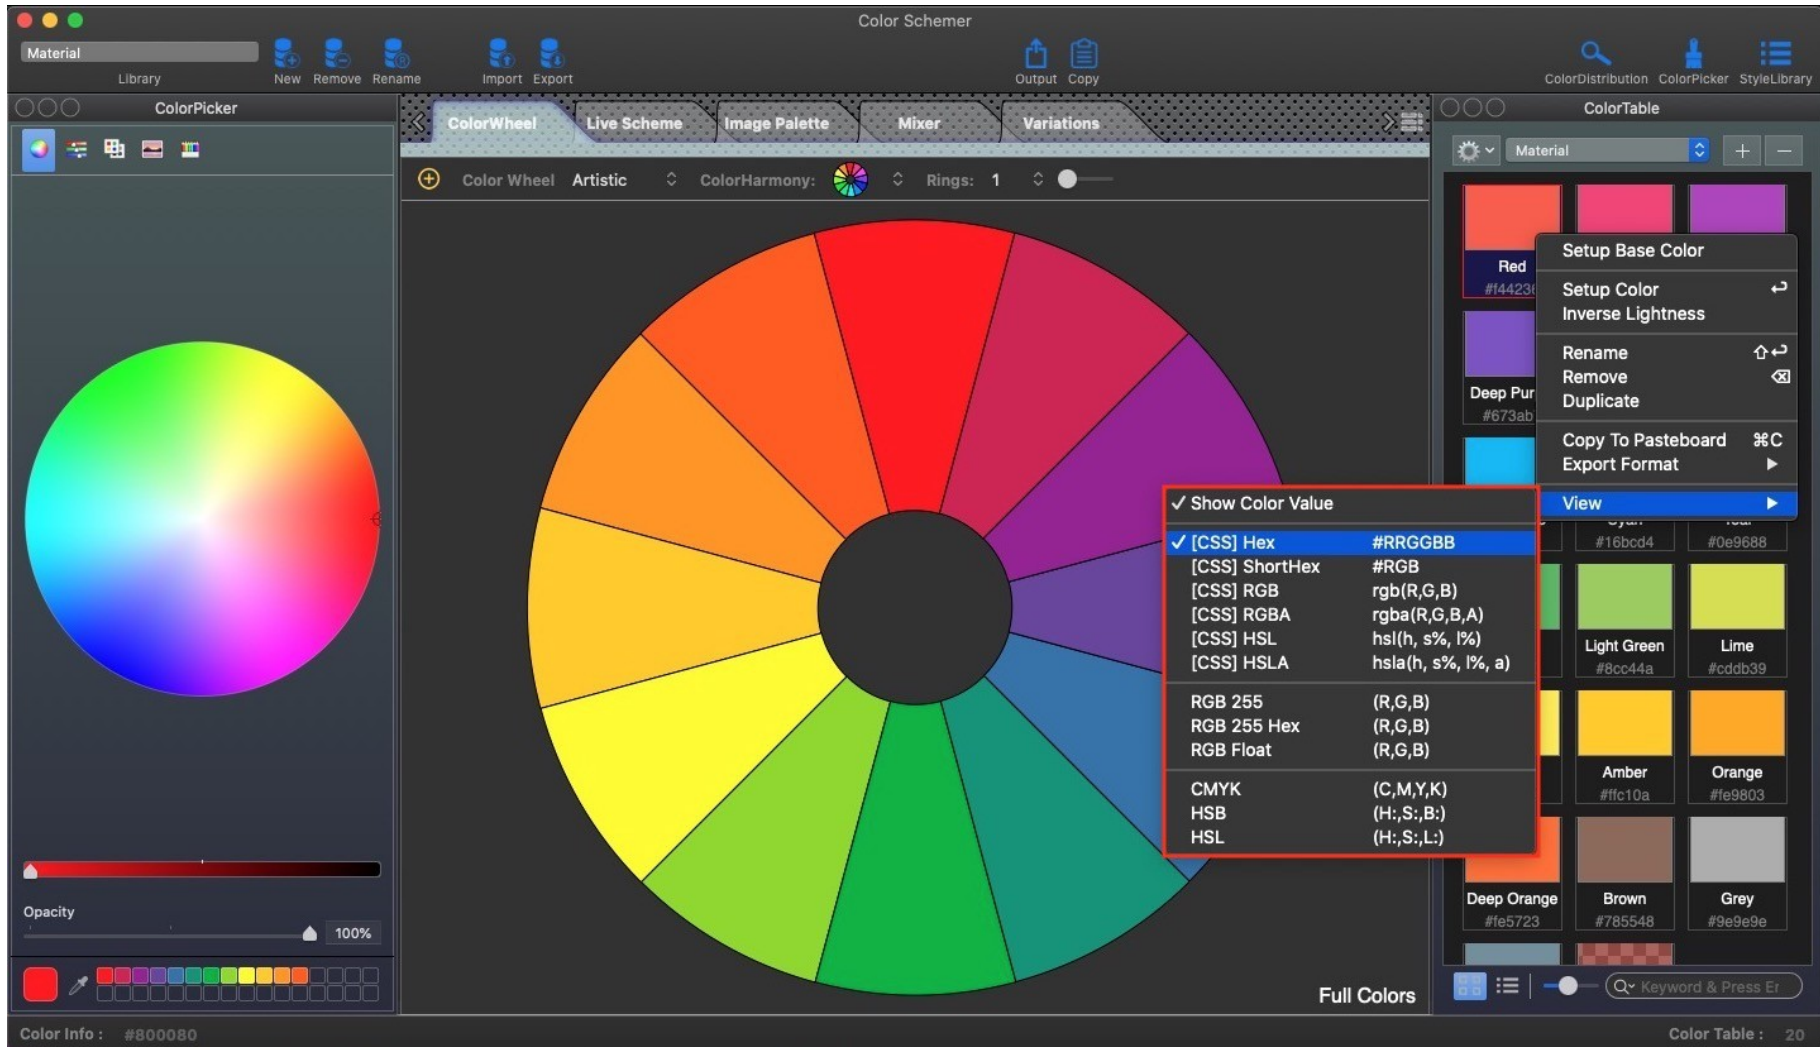 Color Schemer
Material
Library
New
Remove
Rename
Import
Export
Output
Copy
ColorDistribution
ColorPicker
StyleLibrary
ColorPicker
Opacity
100%
ColorWheel
Live Scheme
Image Palette
Mixer
Variations
Color Wheel Artistic
ColorHarmony:
Rings: 1
Full Colors
ColorTable
Material
Red
Deep
#16bcd4
#0e9688
Light Green
#8cc44a
Lime
#cddb39
Amber
#ffc10a
Orange
#fe9803
Deep Orange
#fe5723
Brown
#785548
Grey
#9e9e9e
Keyword & Press
Setup Base Color
Setup Color
Inverse Lightness
Rename
Remove
Duplicate
Copy To Pasteboard ⌘C
Export Format
View
Show Color Value
[CSS] Hex #RRGGBB
[CSS] ShortHex #RGB
[CSS] RGB rgb(R,G,B)
[CSS] RGBA rgba(R,G,B,A)
[CSS] HSL hsl(h, s%, l%)
[CSS] HSLA hsla(h, s%, l%, a)
RGB 255 (R,G,B)
RGB 255 Hex (R,G,B)
RGB Float (R,G,B)
CMYK (C,M,Y,K)
HSB (H:,S:,B:)
HSL (H:,S:,L:)
Color Info : #800080
Color Table : 20